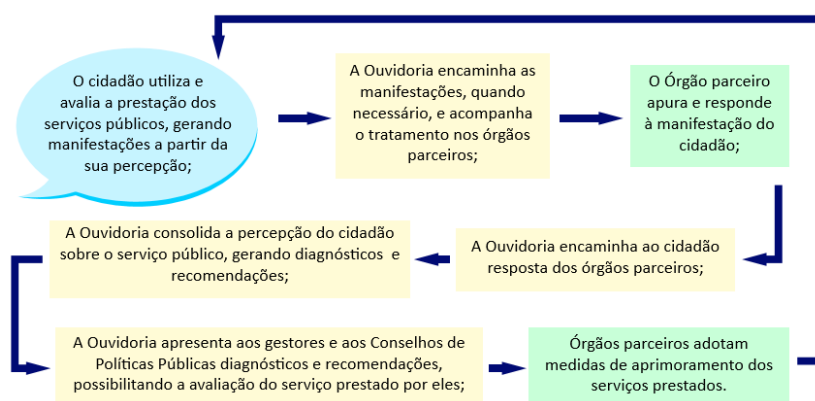 O cidadão utiliza e
avalia a prestação dos
serviços públicos, gerando
manifestações a partir da
sua percepção;
A Ouvidoria encaminha as
manifestações, quando
necessário, e acompanha
o tratamento nos órgãos
parceiros;
O Órgão parceiro
apura e responde
à manifestação do
cidadão;
A Ouvidoria encaminha ao cidadão
resposta dos órgãos parceiros;
A Ouvidoria consolida a percepção do cidadão
sobre o serviço público, gerando diagnósticos e
recomendações;
A Ouvidoria apresenta aos gestores e aos Conselhos de
Políticas Públicas diagnósticos e recomendações,
possibilitando a avaliação do serviço prestado por eles;
Órgãos parceiros adotam
medidas de aprimoramento dos
serviços prestados.